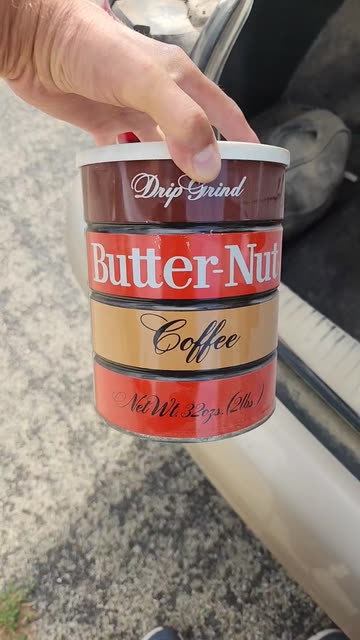 Drip Grind
Butter-Nut
Coffee
Net Wt. 32 ozs. (2 lbs.)